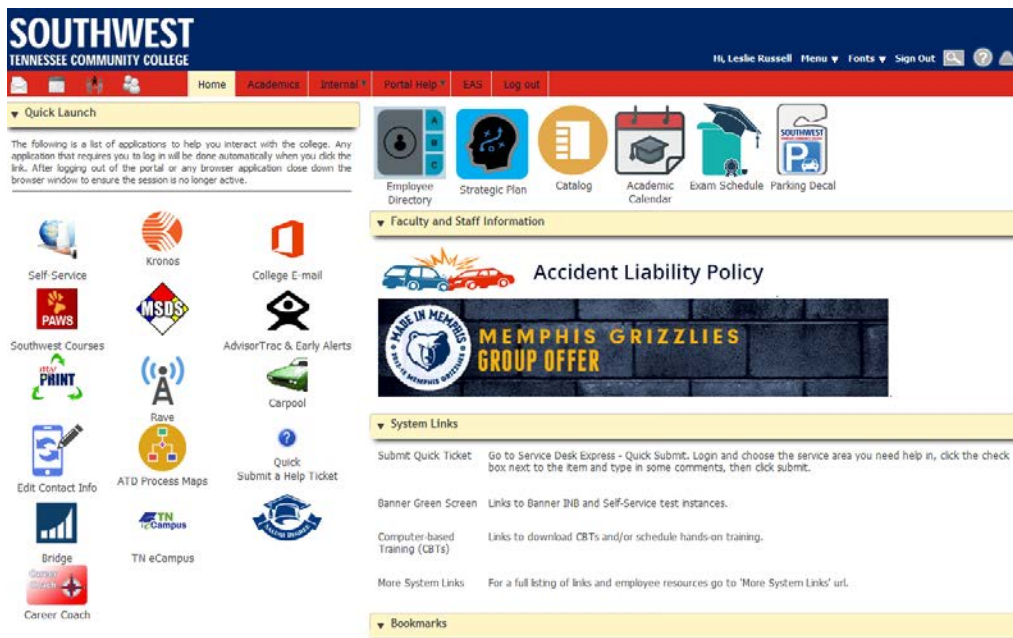 SOUTHWEST
TENNESSEE COMMUNITY COLLEGE
Hi, Leslie Russell Menu Fonts Sign Out
Home Academics Internal Portal Help EAS Log out
Quick Launch
The following is a list of applications to help you interact with the college. Any
application that requires you to log in will be done automatically when you click the
link. After logging out of the portal or any browser application close down the
browser window to ensure the session is no longer active.
Self-Service
Kronos
College E-mail
PAWS
Southwest Courses
MSDS
AdvisorTrac & Early Alerts
my
PRINT
Rave
Carpool
Edit Contact Info
ATD Process Maps
Quick
Submit a Help Ticket
Bridge
TN
eCampus
TN eCampus
Career
Coach
Career Coach
A
B
C
Employee
Directory
Strategic Plan
Catalog
Academic
Calendar
Exam Schedule
SOUTHWEST
P
Parking Decal
Faculty and Staff Information
Accident Liability Policy
MADE IN MEMPHIS
MEMPHIS GRIZZLIES
GROUP OFFER
System Links
Submit Quick Ticket Go to Service Desk Express - Quick Submit. Login and choose the service area you need help in, click the check
box next to the item and type in some comments, then click submit.
Banner Green Screen Links to Banner INB and Self-Service test instances.
Computer-based
Training (CBTs) Links to download CBTs and/or schedule hands-on training.
More System Links For a full listing of links and employee resources go to 'More System Links' url.
Bookmarks